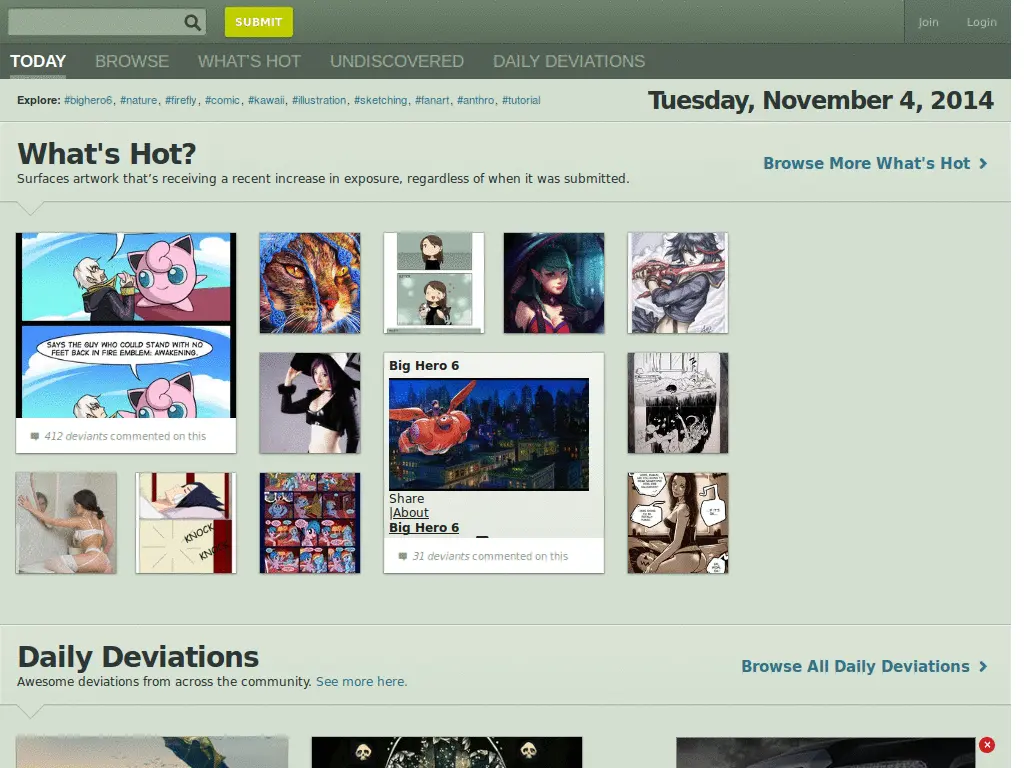 SUBMIT
Join
Login
TODAY
BROWSE
WHAT'S HOT
UNDISCOVERED
DAILY DEVIATIONS
Explore: #bighero6, #nature, #firefly, #comic, #kawaii, #illustration, #sketching, #fanart, #anthro, #tutorial
Tuesday, November 4, 2014
What's Hot?
Browse More What's Hot
Surfaces artwork that's receiving a recent increase in exposure, regardless of when it was submitted.
SAYS THE GUY WHO COULD STAND WITH NO
FEET BACK IN FIRE EMBLEM: AWAKENING.
412 deviants commented on this
Big Hero 6
Share
|About
Big Hero 6
31 deviants commented on this
KNOCK
KNOCK
Daily Deviations
Browse All Daily Deviations
Awesome deviations from across the community. See more here.